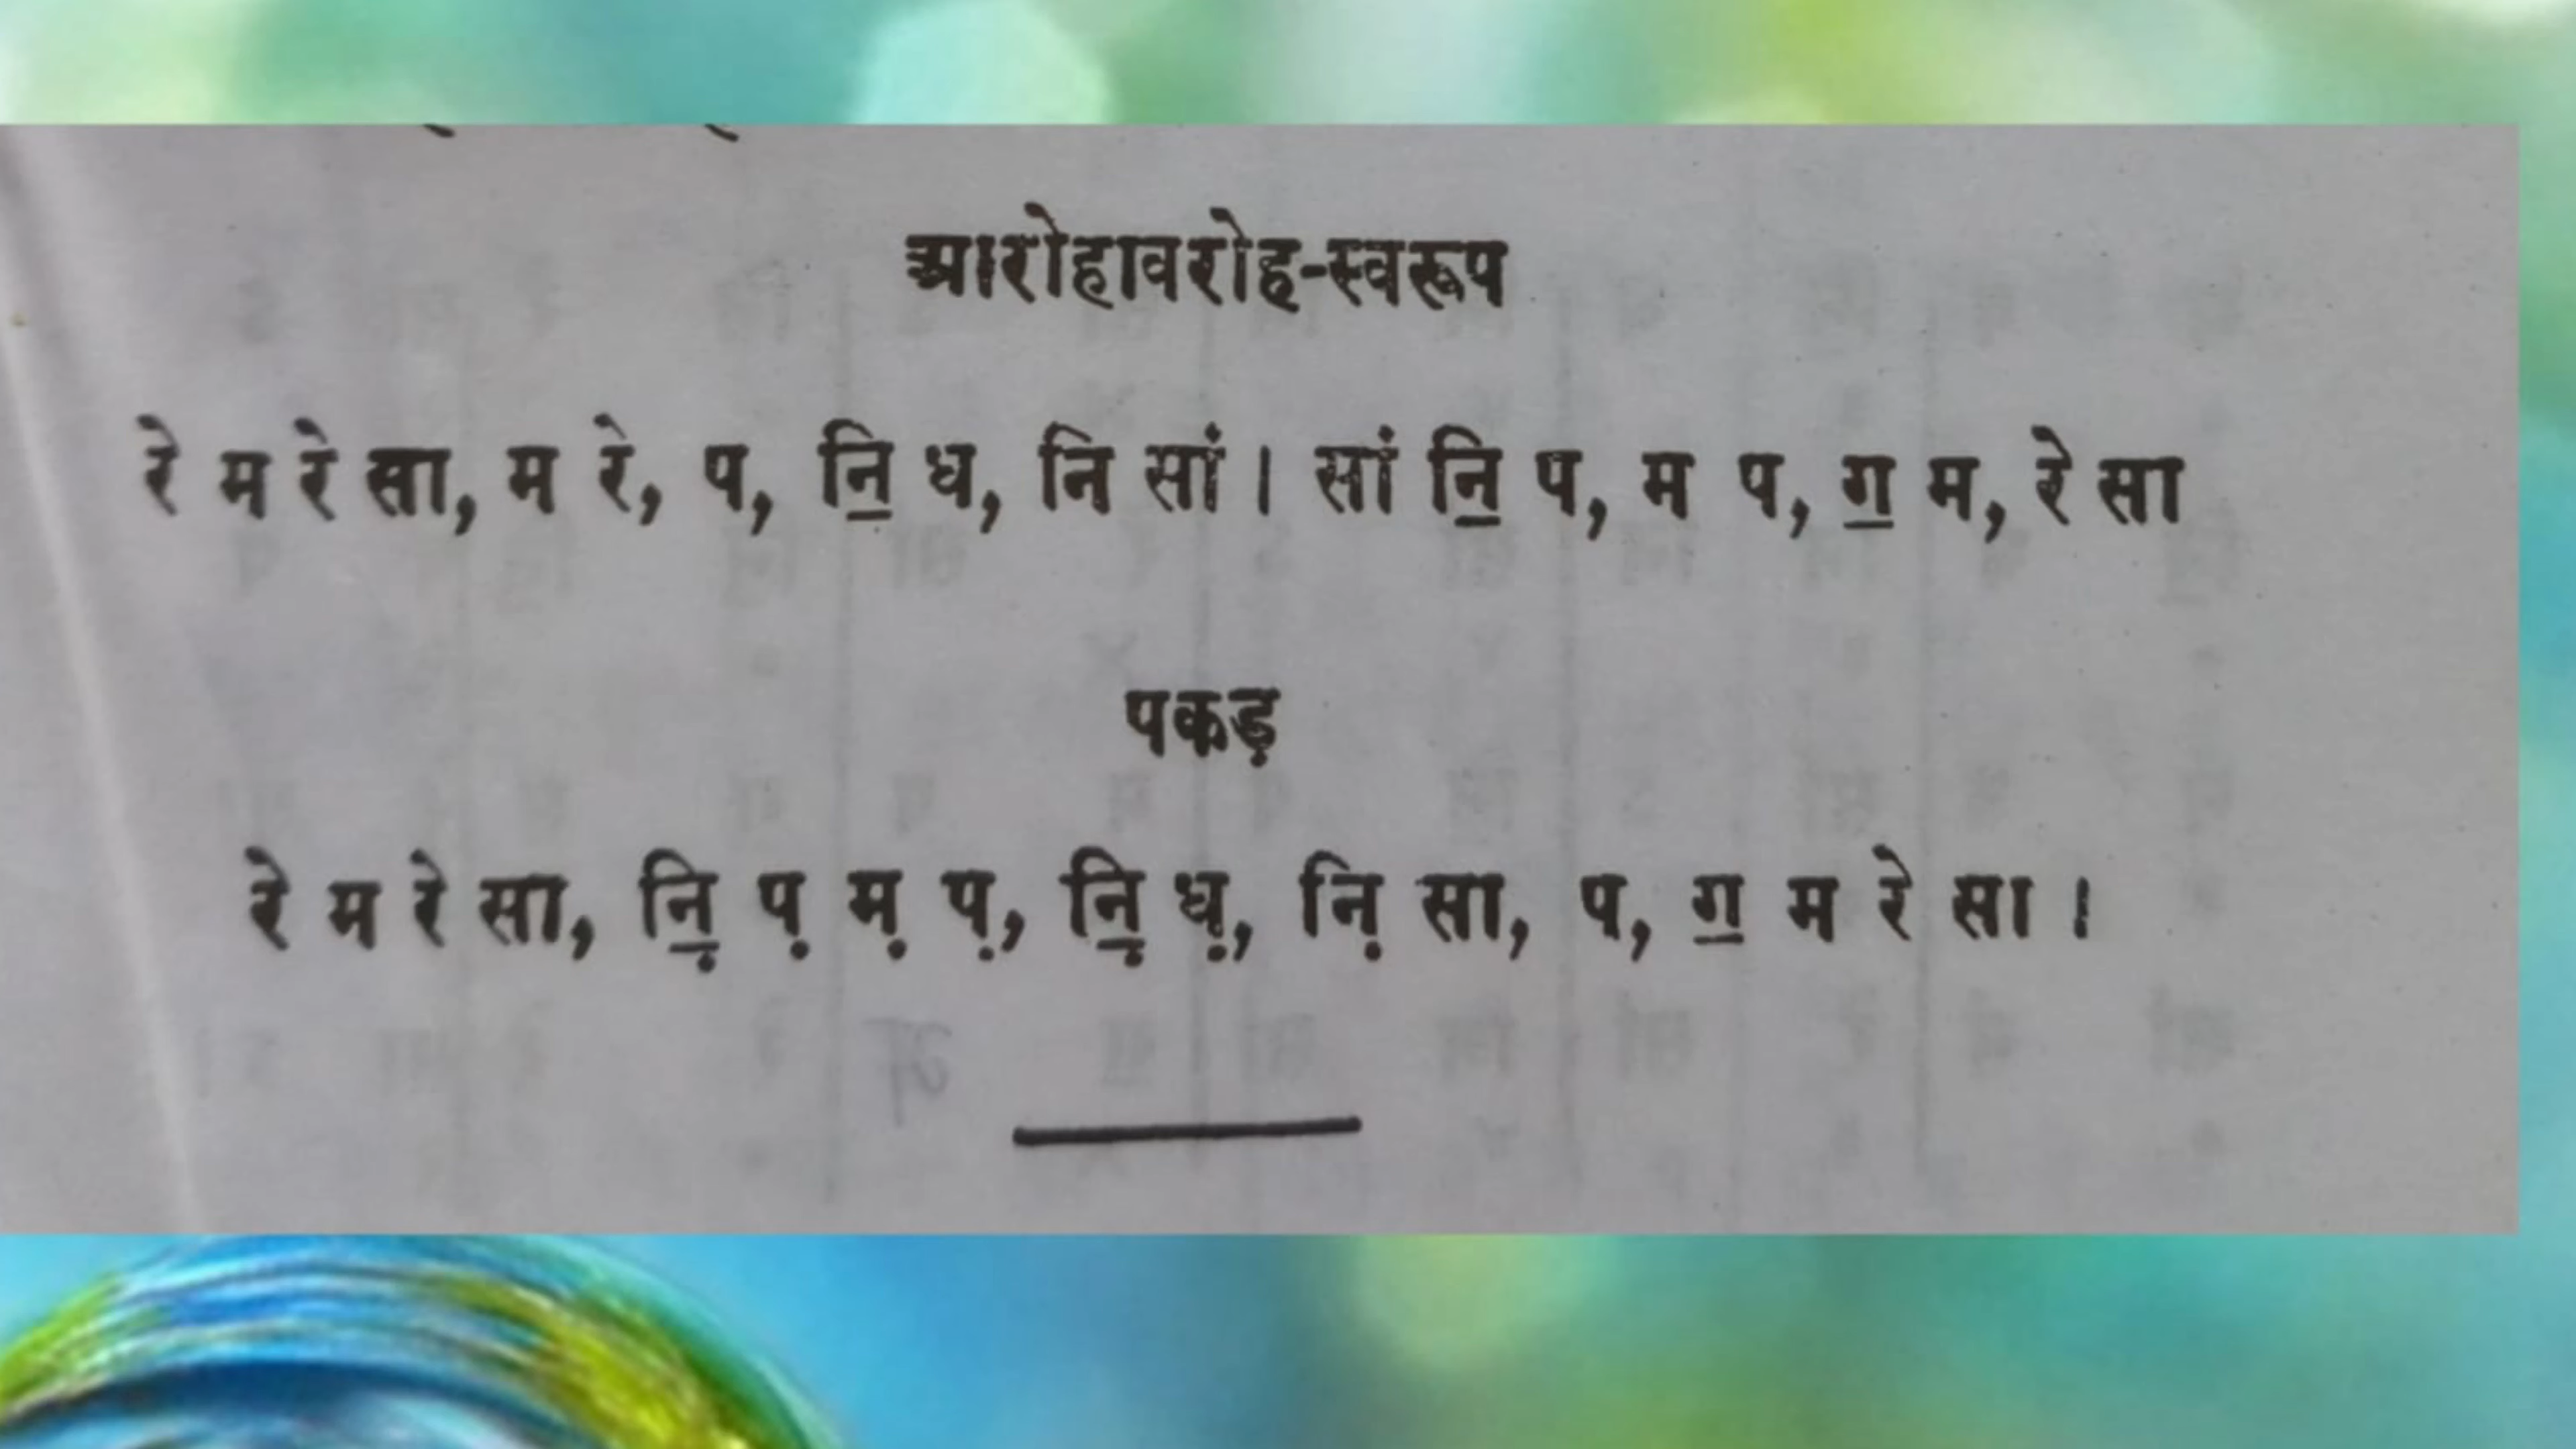 आरोहावरोह-स्वरूप
रे म रे सा, म रे, प, नि॒ ध, नि सां । सां नि॒ प, म प, ग॒ म, रे सा
पकड़
रे म रे सा, नि़॒ प़ म़ प़, नि़॒ ध़, नि़ सा, प, ग॒ म रे सा ।